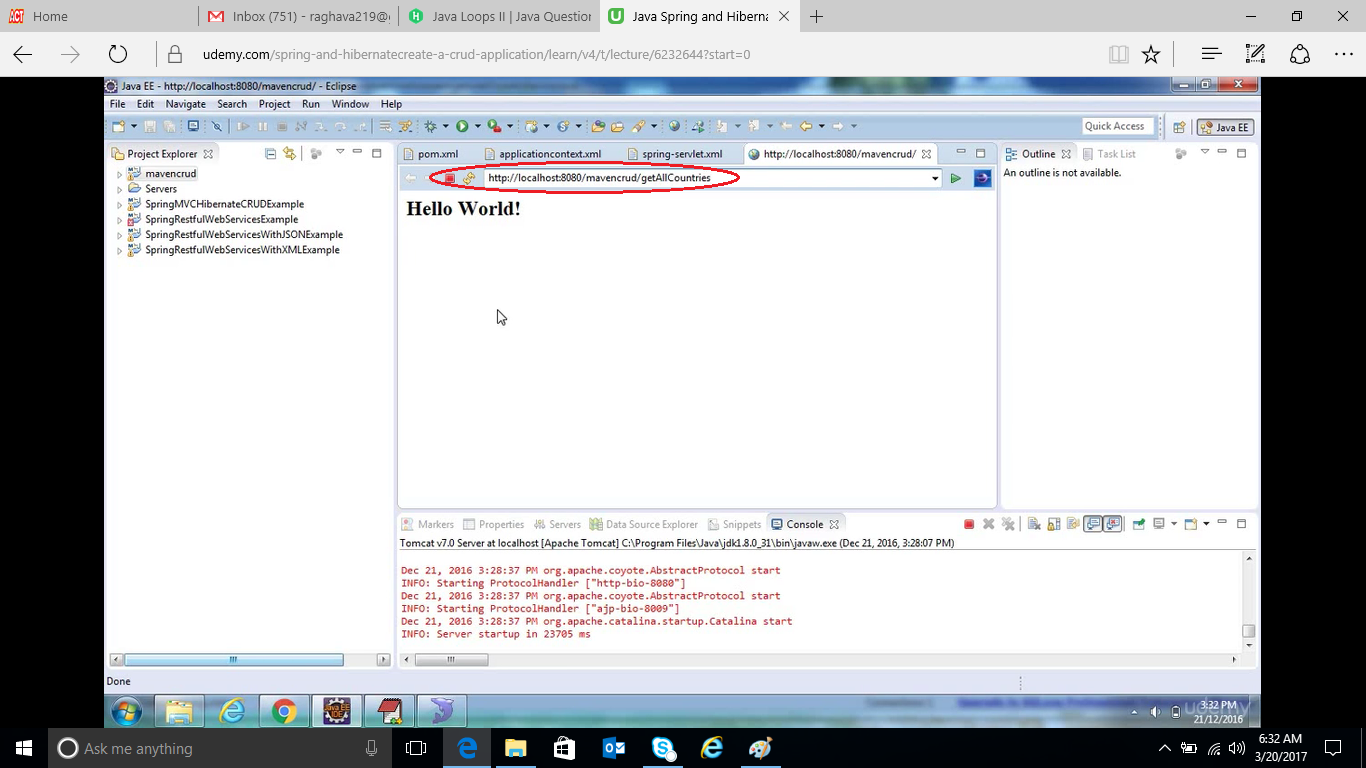 ACT Home
Inbox (751) - raghava219@
Java Loops II | Java Question
Java Spring and Hiberna
udemy.com/spring-and-hibernatecreate-a-crud-application/learn/v4/t/lecture/6232644?start=0
Java EE - http://localhost:8080/mavencrud/ - Eclipse
File Edit Navigate Search Project Run Window Help
Quick Access
Java EE
Project Explorer
pom.xml
applicationcontext.xml
spring-servlet.xml
http://localhost:8080/mavencrud/
Outline
Task List
mavencrud
Servers
SpringMVCHibernateCRUDExample
SpringRestfulWebServicesExample
SpringRestfulWebServicesWithJSONExample
SpringRestfulWebServicesWithXMLExample
http://localhost:8080/mavencrud/getAllCountries
Hello World!
An outline is not available.
Markers Properties Servers Data Source Explorer Snippets Console
Tomcat v7.0 Server at localhost [Apache Tomcat] C:\Program Files\Java\jdk1.8.0_31\bin\javaw.exe (Dec 21, 2016, 3:28:07 PM)
Dec 21, 2016 3:28:37 PM org.apache.coyote.AbstractProtocol start
INFO: Starting ProtocolHandler ["http-bio-8080"]
Dec 21, 2016 3:28:37 PM org.apache.coyote.AbstractProtocol start
INFO: Starting ProtocolHandler ["ajp-bio-8009"]
Dec 21, 2016 3:28:37 PM org.apache.catalina.startup.Catalina start
INFO: Server startup in 23705 ms
Done
Java EE
IDE
udemy
3:32 PM
21/12/2016
Ask me anything
6:32 AM
3/20/2017